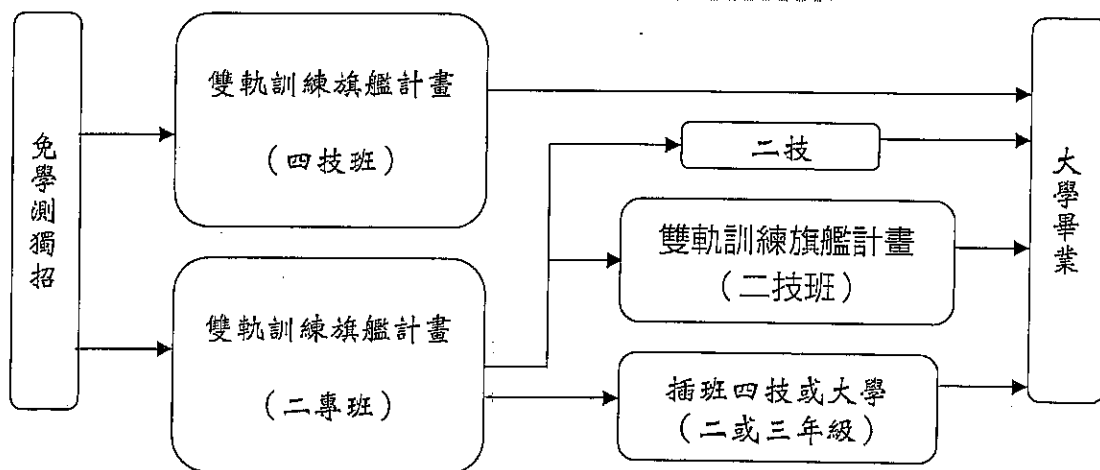 免學測獨招
雙軌訓練旗艦計畫
（四技班）
雙軌訓練旗艦計畫
（二專班）
二技
雙軌訓練旗艦計畫
（二技班）
插班四技或大學
（二或三年級）
大學畢業